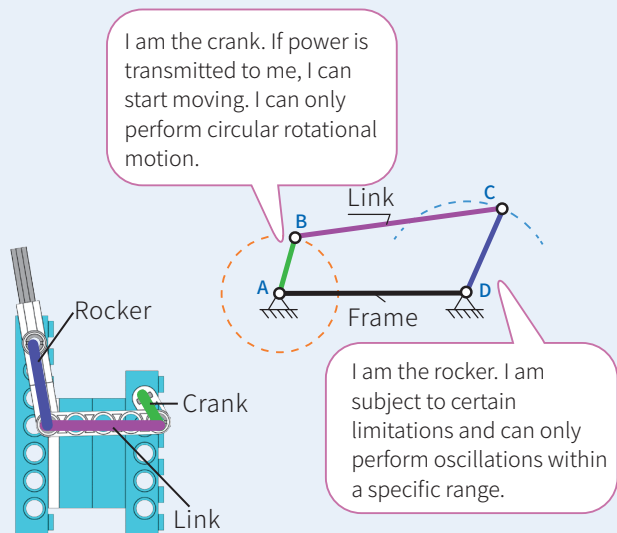 I am the crank. If power is
transmitted to me, I can
start moving. I can only
perform circular rotational
motion.
C
Link
B
A
D
Frame
Rocker
Crank
Link
I am the rocker. I am
subject to certain
limitations and can only
perform oscillations within
a specific range.